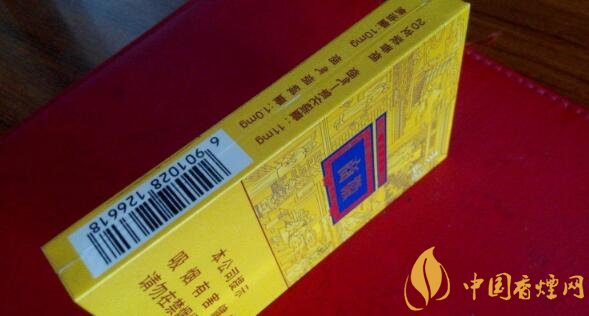 20支装香烟
焦油量:10mg
烟气烟碱量:1.0mg
烟气一氧化碳量:11mg
6 901028 126618
本公司提示
吸烟有害健
请勿在禁
中国香烟网